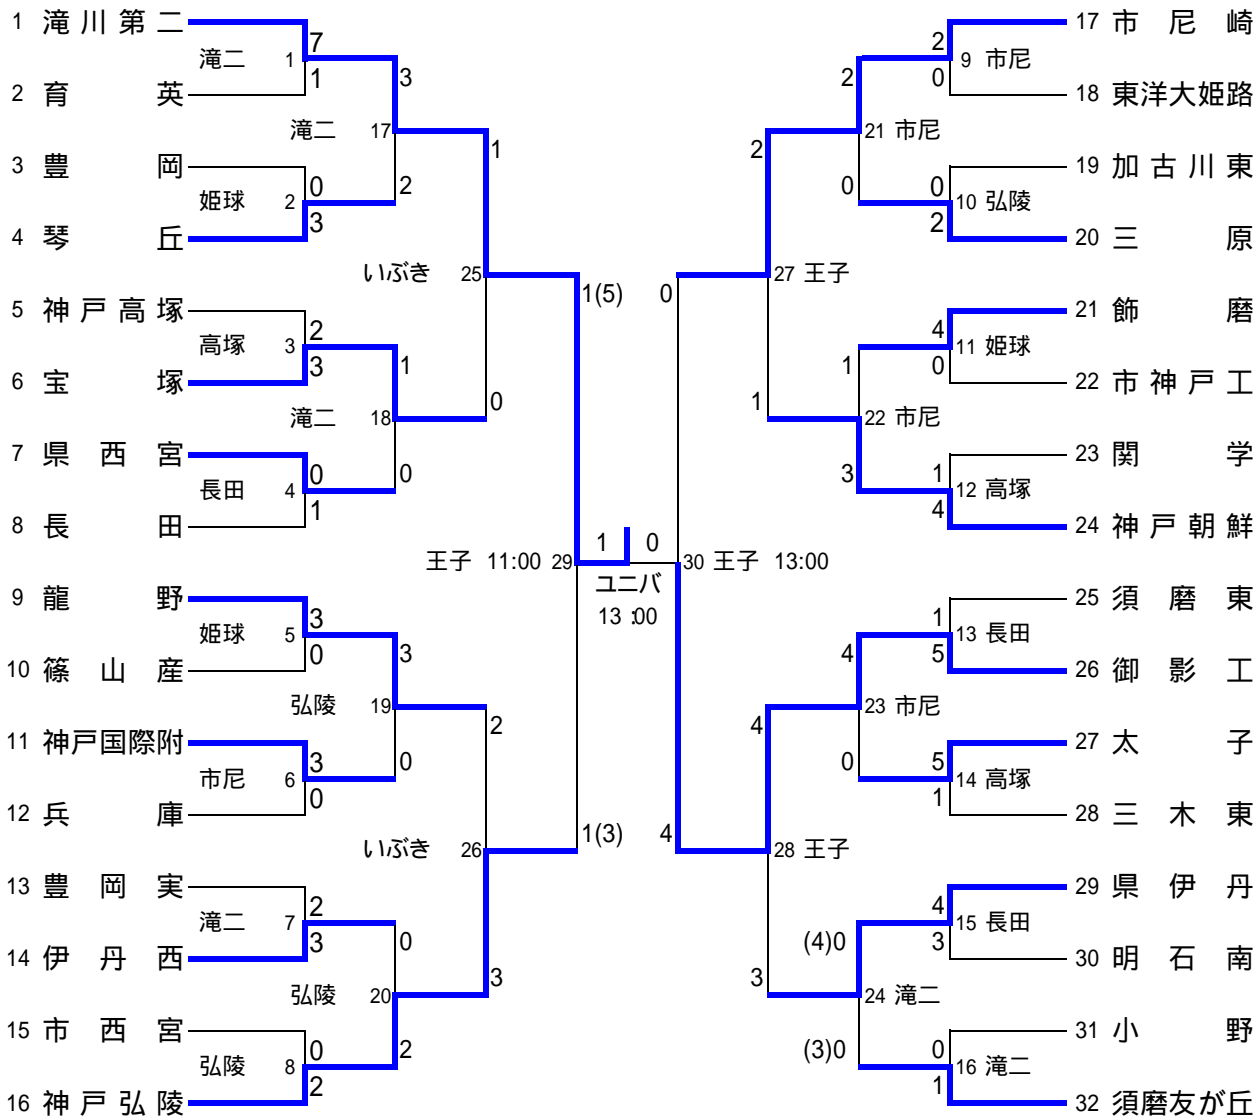 1 滝川第二
7
滝二 1
1
2 育英
3
滝二 17
2
3 豊岡
0
姫球 2
3
4 琴丘
1
いぶき 25
0
5 神戸高塚
2
高塚 3
3
6 宝塚
1
滝二 18
0
7 県西宮
0
長田 4
1
8 長田
1(5)
王子 11:00 29
1(3)
9 龍野
3
姫球 5
0
10 篠山産
3
弘陵 19
0
11 神戸国際附
3
市尼 6
0
12 兵庫
2
いぶき 26
3
13 豊岡実
2
滝二 7
3
14 伊丹西
0
弘陵 20
2
15 市西宮
0
弘陵 8
2
16 神戸弘陵
1 0
ユニバ
13:00
17 市尼崎
2
9 市尼
0
18 東洋大姫路
2
21 市尼
0
19 加古川東
0
10 弘陵
2
20 三原
2
27 王子
1
21 飾磨
4
11 姫球
0
22 市神戸工
1
22 市尼
3
23 関学
1
12 高塚
4
24 神戸朝鮮
0
30 王子 13:00
4
25 須磨東
1
13 長田
5
26 御影工
4
23 市尼
0
27 太子
5
14 高塚
1
28 三木東
4
28 王子
3
29 県伊丹
4
15 長田
3
30 明石南
(4)0
24 滝二
(3)0
31 小野
0
16 滝二
1
32 須磨友が丘